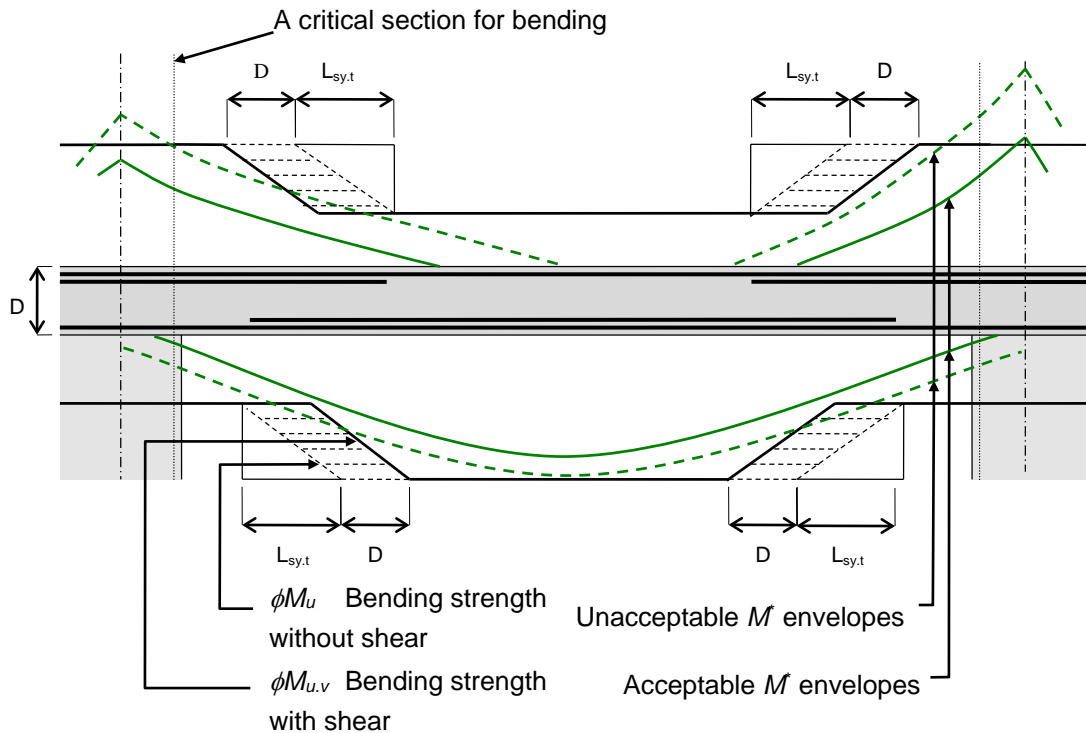 A critical section for bending
D
Lsy.t
Lsy.t
D
D
Lsy.t
D
D
Lsy.t
ϕMu Bending strength
without shear
Unacceptable M* envelopes
ϕMu.v Bending strength
with shear
Acceptable M* envelopes